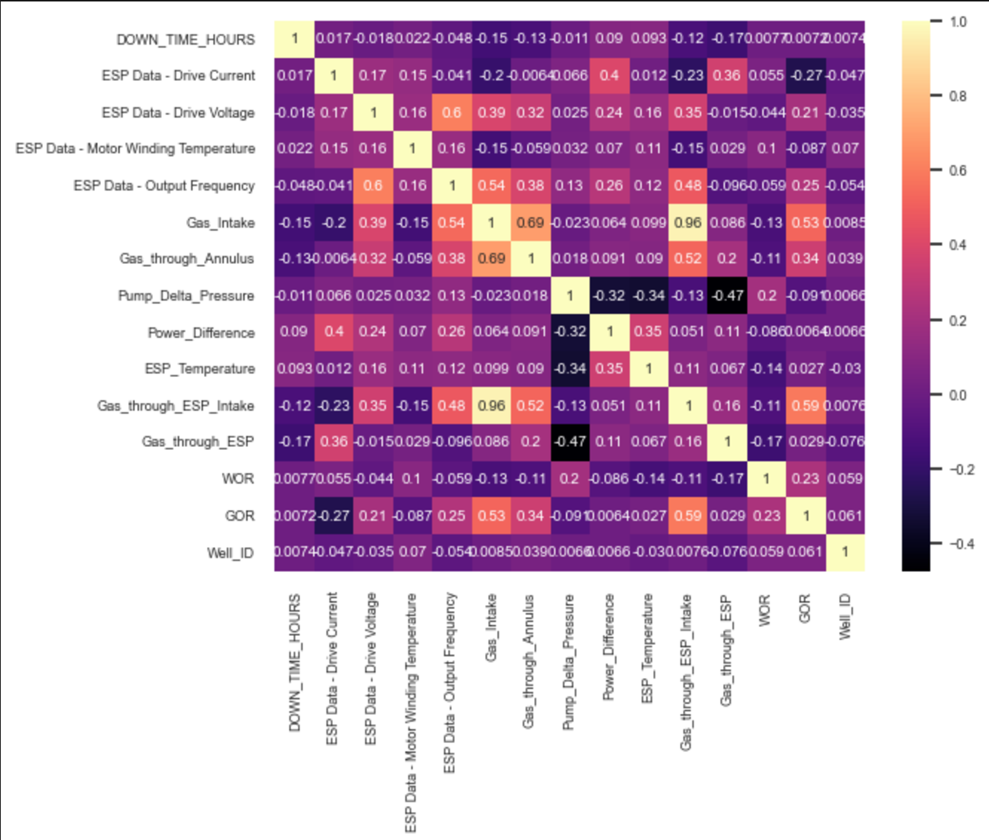 DOWN_TIME_HOURS 1 0.017 -0.018 0.022 -0.048 -0.15 -0.13 -0.011 0.09 0.093 -0.12 -0.17 0.0077 0.0072 0.0074
ESP Data - Drive Current 0.017 1 0.17 0.15 -0.041 -0.2 -0.0064 0.066 0.4 0.012 -0.23 0.36 0.055 -0.27 -0.047
ESP Data - Drive Voltage -0.018 0.17 1 0.16 0.6 0.39 0.32 0.025 0.24 0.16 0.35 -0.015 -0.044 0.21 -0.035
ESP Data - Motor Winding Temperature 0.022 0.15 0.16 1 0.16 -0.15 -0.059 0.032 0.07 0.11 -0.15 0.029 0.1 -0.087 0.07
ESP Data - Output Frequency -0.048 -0.041 0.6 0.16 1 0.54 0.38 0.13 0.26 0.12 0.48 -0.096 -0.059 0.25 -0.054
Gas_Intake -0.15 -0.2 0.39 -0.15 0.54 1 0.69 -0.023 0.064 0.099 0.96 0.086 -0.13 0.53 0.0085
Gas_through_Annulus -0.13 -0.0064 0.32 -0.059 0.38 0.69 1 0.018 0.091 0.09 0.52 0.2 -0.11 0.34 0.039
Pump_Delta_Pressure -0.011 0.066 0.025 0.032 0.13 -0.023 0.018 1 -0.32 -0.34 -0.13 -0.47 0.2 -0.091 0.0066
Power_Difference 0.09 0.4 0.24 0.07 0.26 0.064 0.091 -0.32 1 0.35 0.051 0.11 -0.086 0.0064 0.0066
ESP_Temperature 0.093 0.012 0.16 0.11 0.12 0.099 0.09 -0.34 0.35 1 0.11 0.067 -0.14 0.027 -0.03
Gas_through_ESP_Intake -0.12 -0.23 0.35 -0.15 0.48 0.96 0.52 -0.13 0.051 0.11 1 0.16 -0.11 0.59 0.0076
Gas_through_ESP -0.17 0.36 -0.015 0.029 -0.096 0.086 0.2 -0.47 0.11 0.067 0.16 1 -0.17 0.029 -0.076
WOR 0.0077 0.055 -0.044 0.1 -0.059 -0.13 -0.11 0.2 -0.086 -0.14 -0.11 -0.17 1 0.23 0.059
GOR 0.0072 -0.27 0.21 -0.087 0.25 0.53 0.34 -0.091 0.0064 0.027 0.59 0.029 0.23 1 0.061
Well_ID 0.0074 -0.047 -0.035 0.07 -0.054 0.0085 0.039 0.0066 0.0066 -0.03 0.0076 -0.076 0.059 0.061 1
DOWN_TIME_HOURS
ESP Data - Drive Current
ESP Data - Drive Voltage
ESP Data - Motor Winding Temperature
ESP Data - Output Frequency
Gas_Intake
Gas_through_Annulus
Pump_Delta_Pressure
Power_Difference
ESP_Temperature
Gas_through_ESP_Intake
Gas_through_ESP
WOR
GOR
Well_ID
1.0
0.8
0.6
0.4
0.2
0.0
−0.2
−0.4